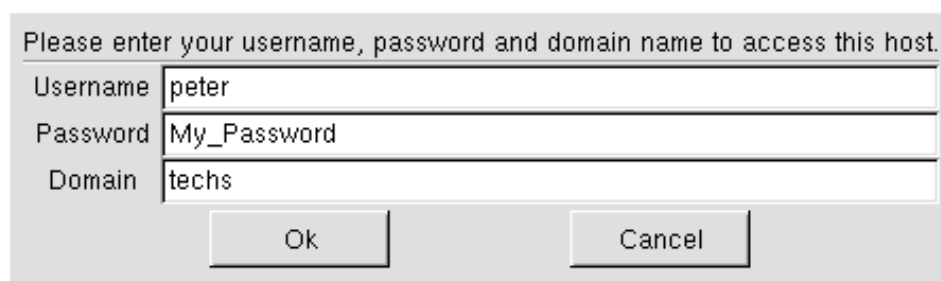 Please enter your username, password and domain name to access this host.
Username peter
Password My_Password
Domain techs
Ok Cancel